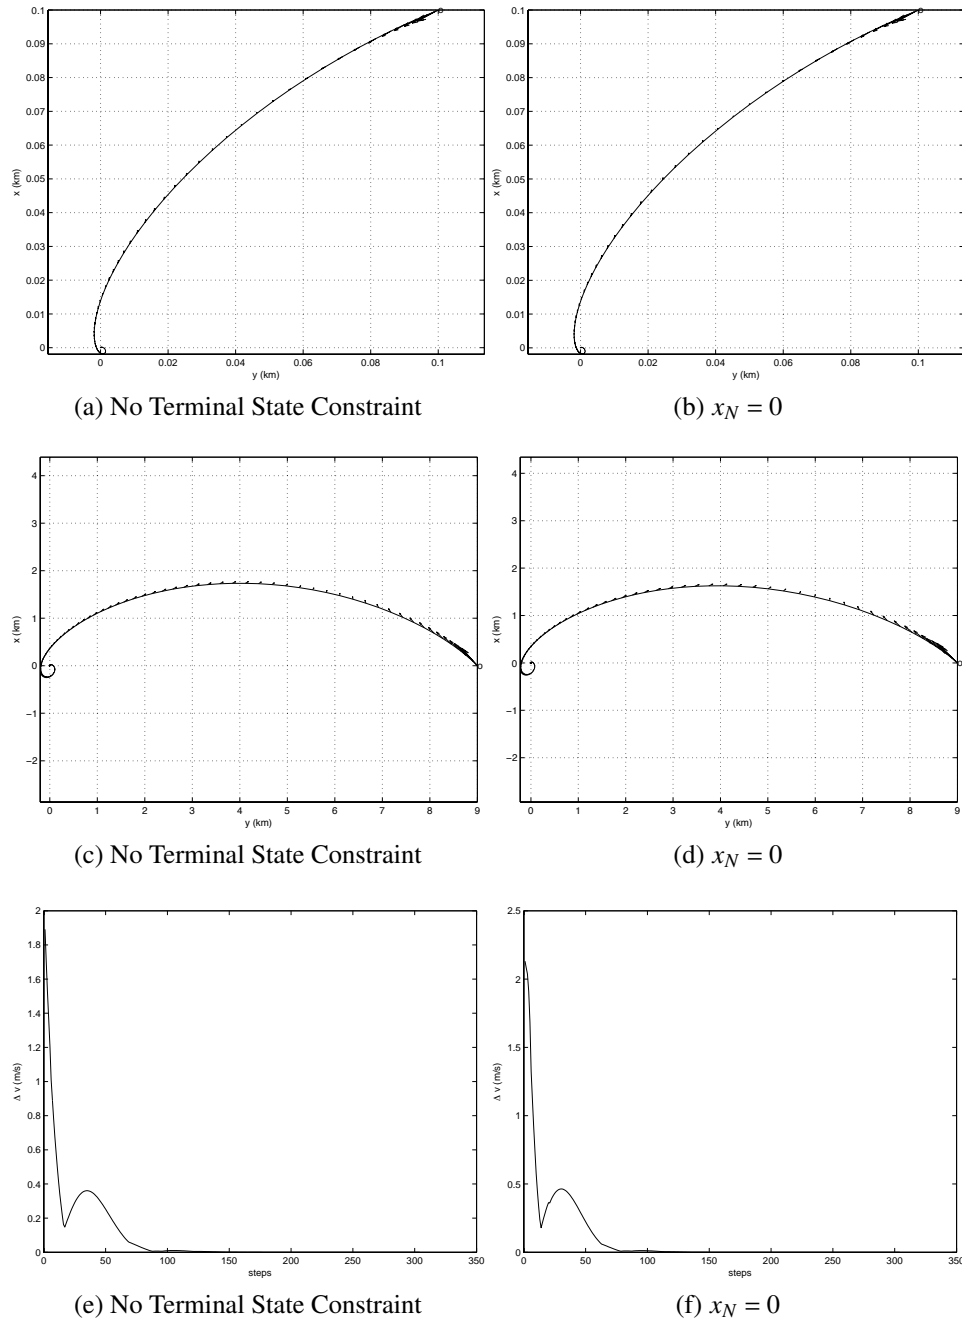 0.1
0.09
0.08
0.07
0.06
0.05
0.04
0.03
0.02
0.01
0
x (km)
0 0.02 0.04 0.06 0.08 0.1
y (km)
(a) No Terminal State Constraint
0.1
0.09
0.08
0.07
0.06
0.05
0.04
0.03
0.02
0.01
0
x (km)
0 0.02 0.04 0.06 0.08 0.1
y (km)
(b) x_N = 0
4
3
2
1
0
−1
−2
x (km)
0 1 2 3 4 5 6 7 8 9
y (km)
(c) No Terminal State Constraint
4
3
2
1
0
−1
−2
x (km)
0 1 2 3 4 5 6 7 8 9
y (km)
(d) x_N = 0
2
1.8
1.6
1.4
1.2
1
0.8
0.6
0.4
0.2
0
Δ v (m/s)
0 50 100 150 200 250 300 350
steps
(e) No Terminal State Constraint
2.5
2
1.5
1
0.5
0
Δ v (m/s)
0 50 100 150 200 250 300 350
steps
(f) x_N = 0